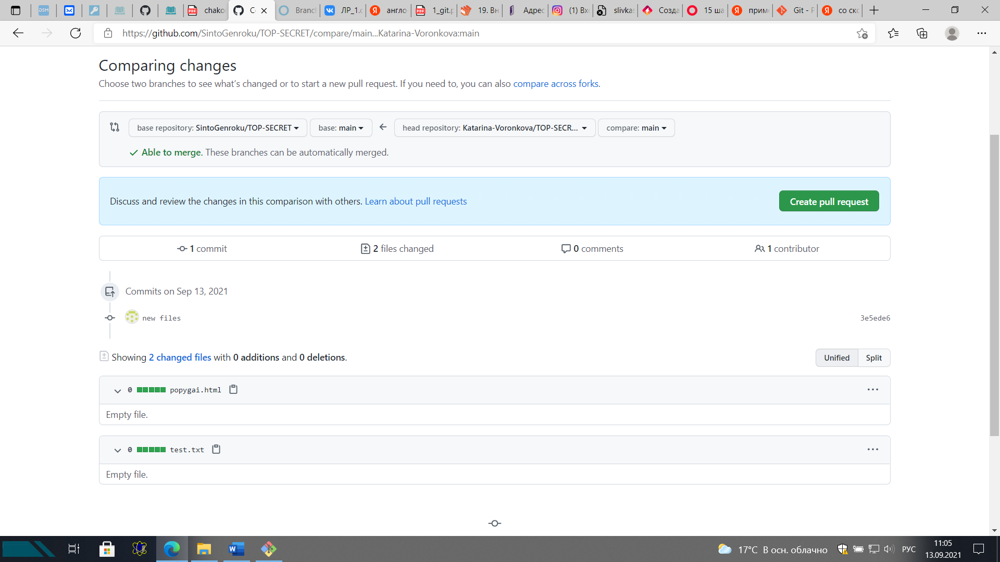 DSM
chako
Co
Branch
ЛР_1.c
англо
1_git.p
19. Вн
Адрес
(1) Вхо
slivka
Созда
15 ша
приме
Git - P
со ско
https://github.com/SintoGenroku/TOP-SECRET/compare/main...Katarina-Voronkova:main
Comparing changes
Choose two branches to see what's changed or to start a new pull request. If you need to, you can also compare across forks.
base repository: SintoGenroku/TOP-SECRET
base: main
head repository: Katarina-Voronkova/TOP-SECR...
compare: main
Able to merge. These branches can be automatically merged.
Discuss and review the changes in this comparison with others. Learn about pull requests
Create pull request
1 commit
2 files changed
0 comments
1 contributor
Commits on Sep 13, 2021
new files
3e5ede6
Showing 2 changed files with 0 additions and 0 deletions.
Unified
Split
0 popygai.html
Empty file.
0 test.txt
Empty file.
17°C В осн. облачно
РУС
11:05
13.09.2021